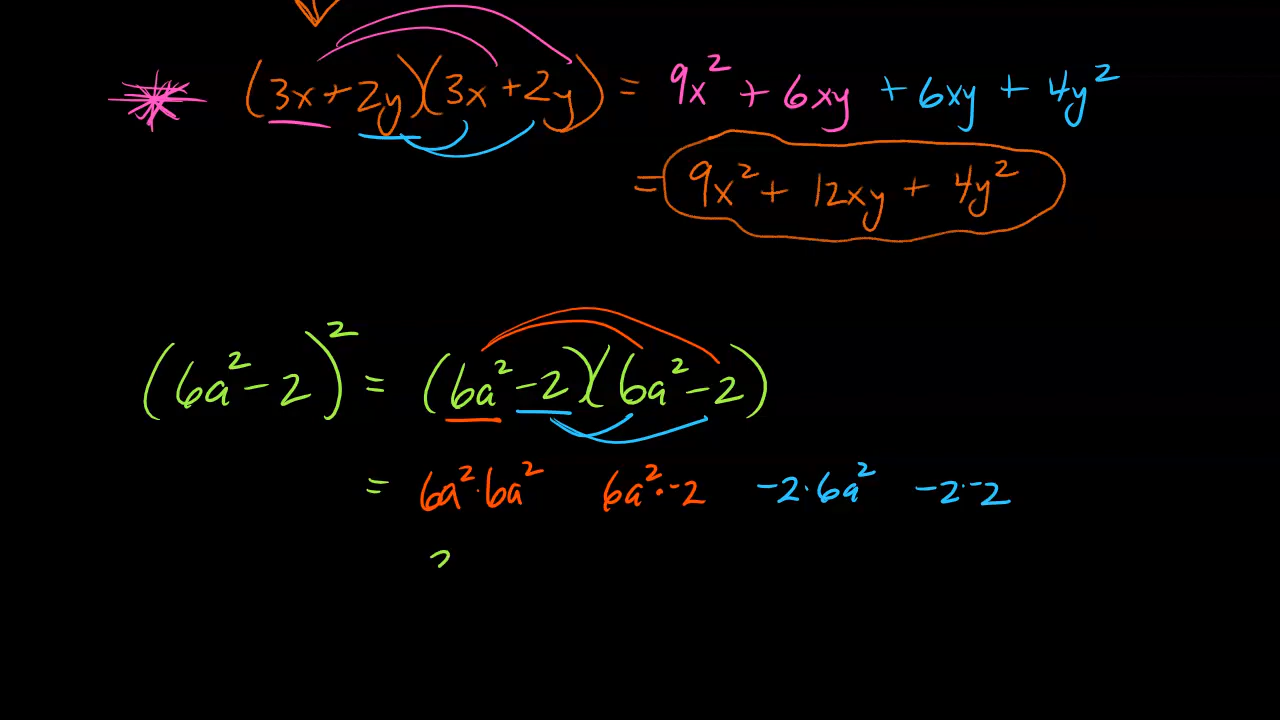 (3x + 2y)(3x + 2y) = 9x² + 6xy + 6xy + 4y²
= 9x² + 12xy + 4y²
(6a² - 2)² = (6a² - 2)(6a² - 2)
= 6a² · 6a² 6a² · -2 -2 · 6a² -2 · -2